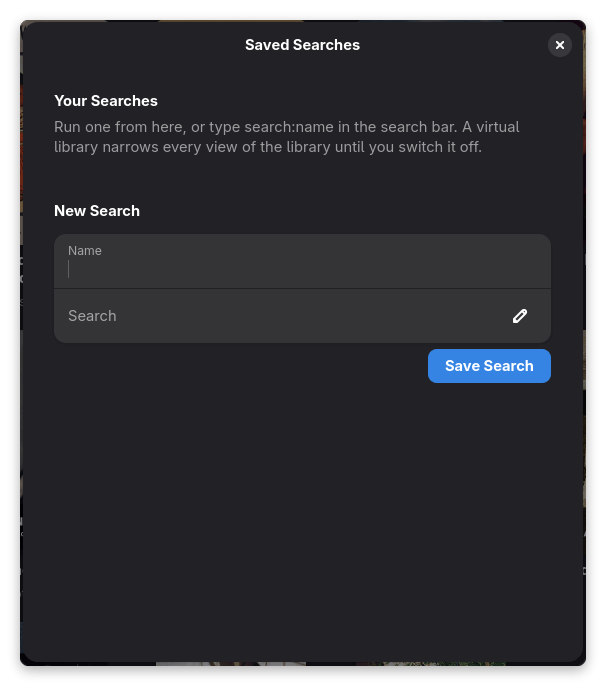 Saved Searches
Your Searches
Run one from here, or type search:name in the search bar. A virtual
library narrows every view of the library until you switch it off.
New Search
Name
Search
Save Search